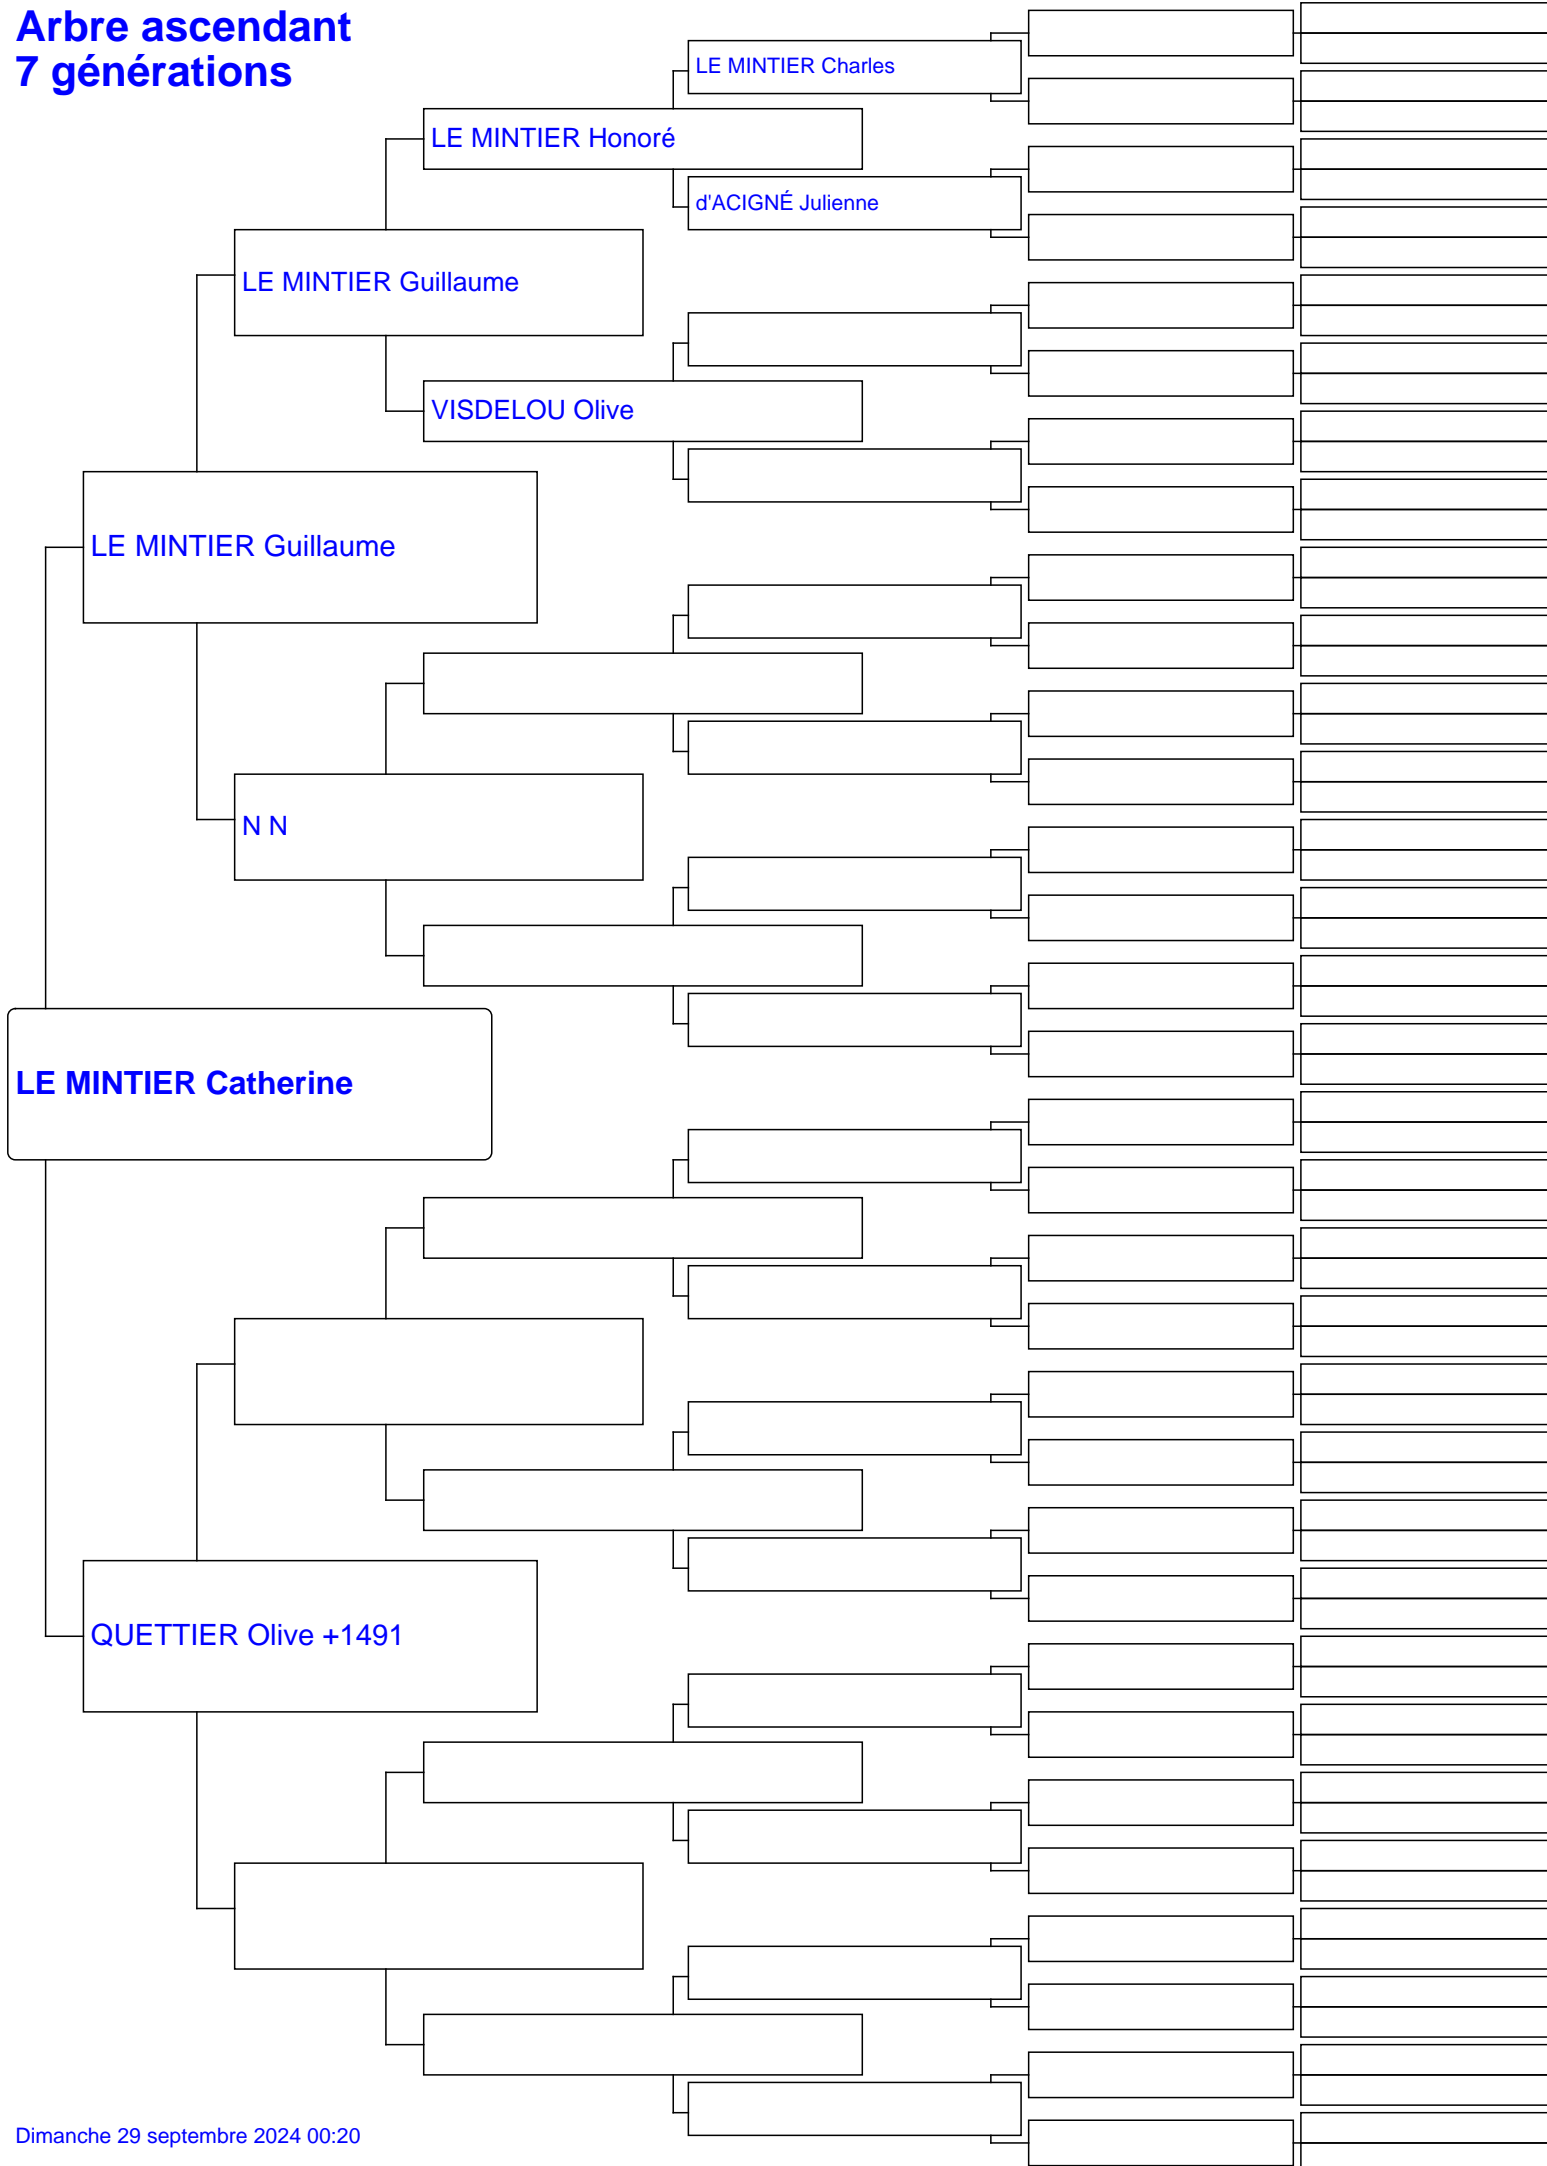 Arbre ascendant
7 générations
LE MINTIER Charles
LE MINTIER Honoré
d'ACIGNÉ Julienne
LE MINTIER Guillaume
VISDELOU Olive
LE MINTIER Guillaume
N N
LE MINTIER Catherine
QUETTIER Olive +1491
Dimanche 29 septembre 2024 00:20